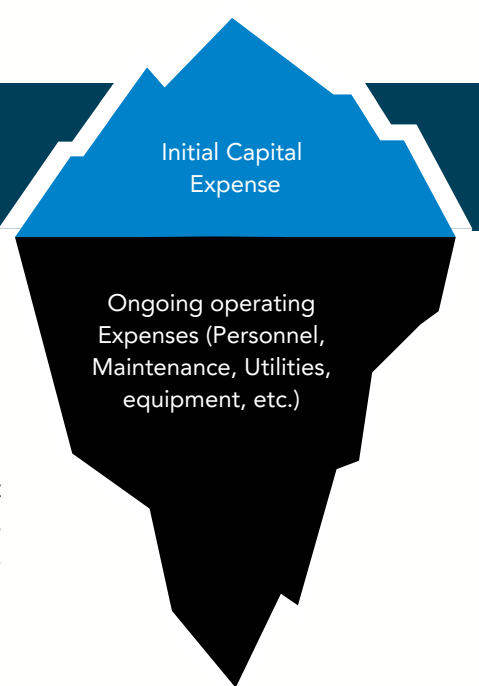 Initial Capital
Expense
Ongoing operating
Expenses (Personnel,
Maintenance, Utilities,
equipment, etc.)